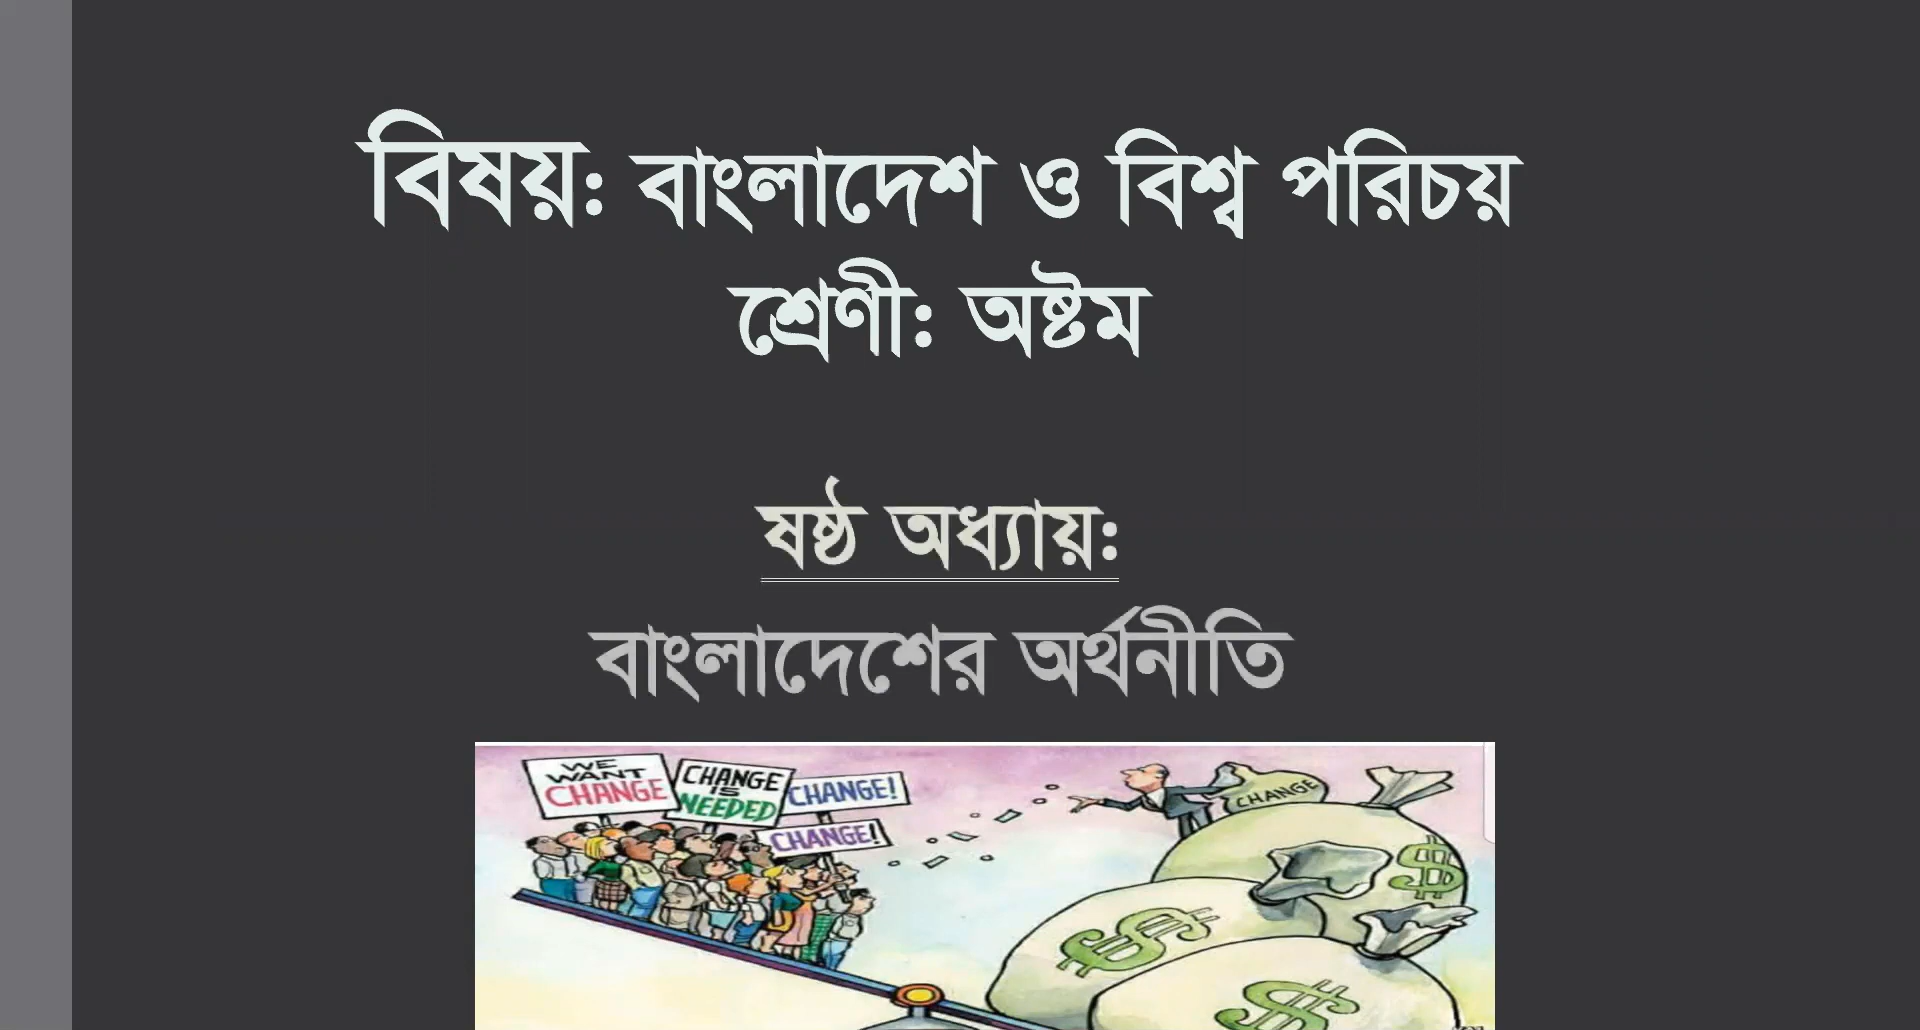 বিষয়: বাংলাদেশ ও বিশ্ব পরিচয়
শ্রেণী: অষ্টম
ষষ্ঠ অধ্যায়:
বাংলাদেশের অর্থনীতি
WE
WANT
CHANGE
CHANGE
IS
NEEDED
CHANGE!
CHANGE!
CHANGE
$
$
$